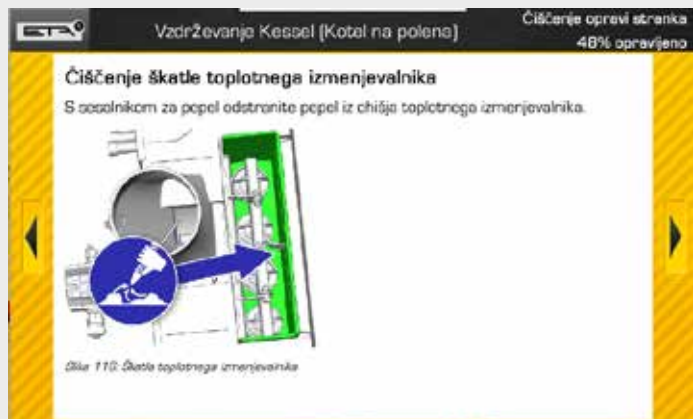 ETA
Vzdrževanje Kessel (Kotel na polena)
Čiščenje opravi stranka
48% opravljeno
Čiščenje škatle toplotnega izmenjevalnika
S sesalnikom za pepel odstranite pepel iz ohišja toplotnega izmenjevalnika.
Slika 110: Škatla toplotnega izmenjevalnika